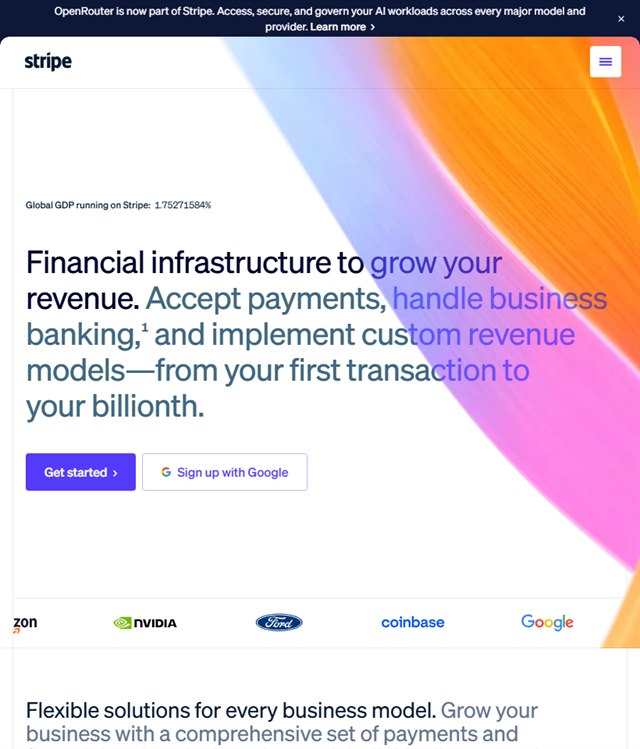 OpenRouter is now part of Stripe. Access, secure, and govern your AI workloads across every major model and
provider. Learn more ›
stripe
Global GDP running on Stripe: 1.75271584%
Financial infrastructure to grow your
revenue. Accept payments, handle business
banking,¹ and implement custom revenue
models—from your first transaction to
your billionth.
Get started ›
Sign up with Google
zon
NVIDIA
Ford
coinbase
Google
Flexible solutions for every business model. Grow your
business with a comprehensive set of payments and